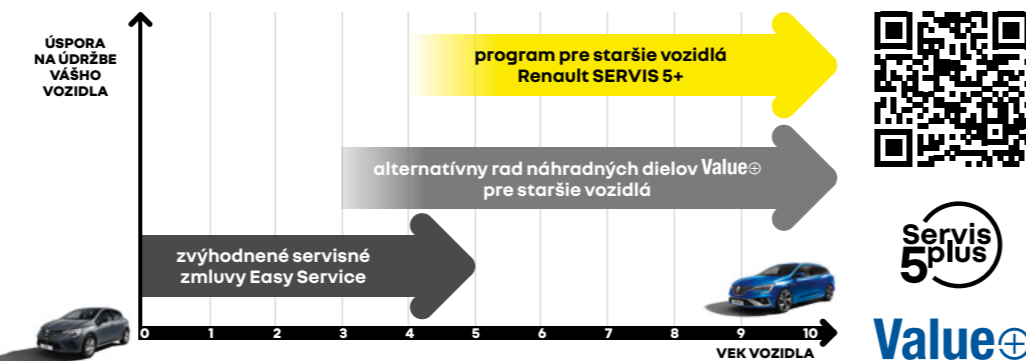 ÚSPORA
NA ÚDRŽBE
VÁŠHO
VOZIDLA
program pre staršie vozidlá
Renault SERVIS 5+
alternatívny rad náhradných dielov Value+
pre staršie vozidlá
zvýhodnené servisné
zmluvy Easy Service
0 1 2 3 4 5 6 7 8 9 10
VEK VOZIDLA
Servis
5plus
Value+